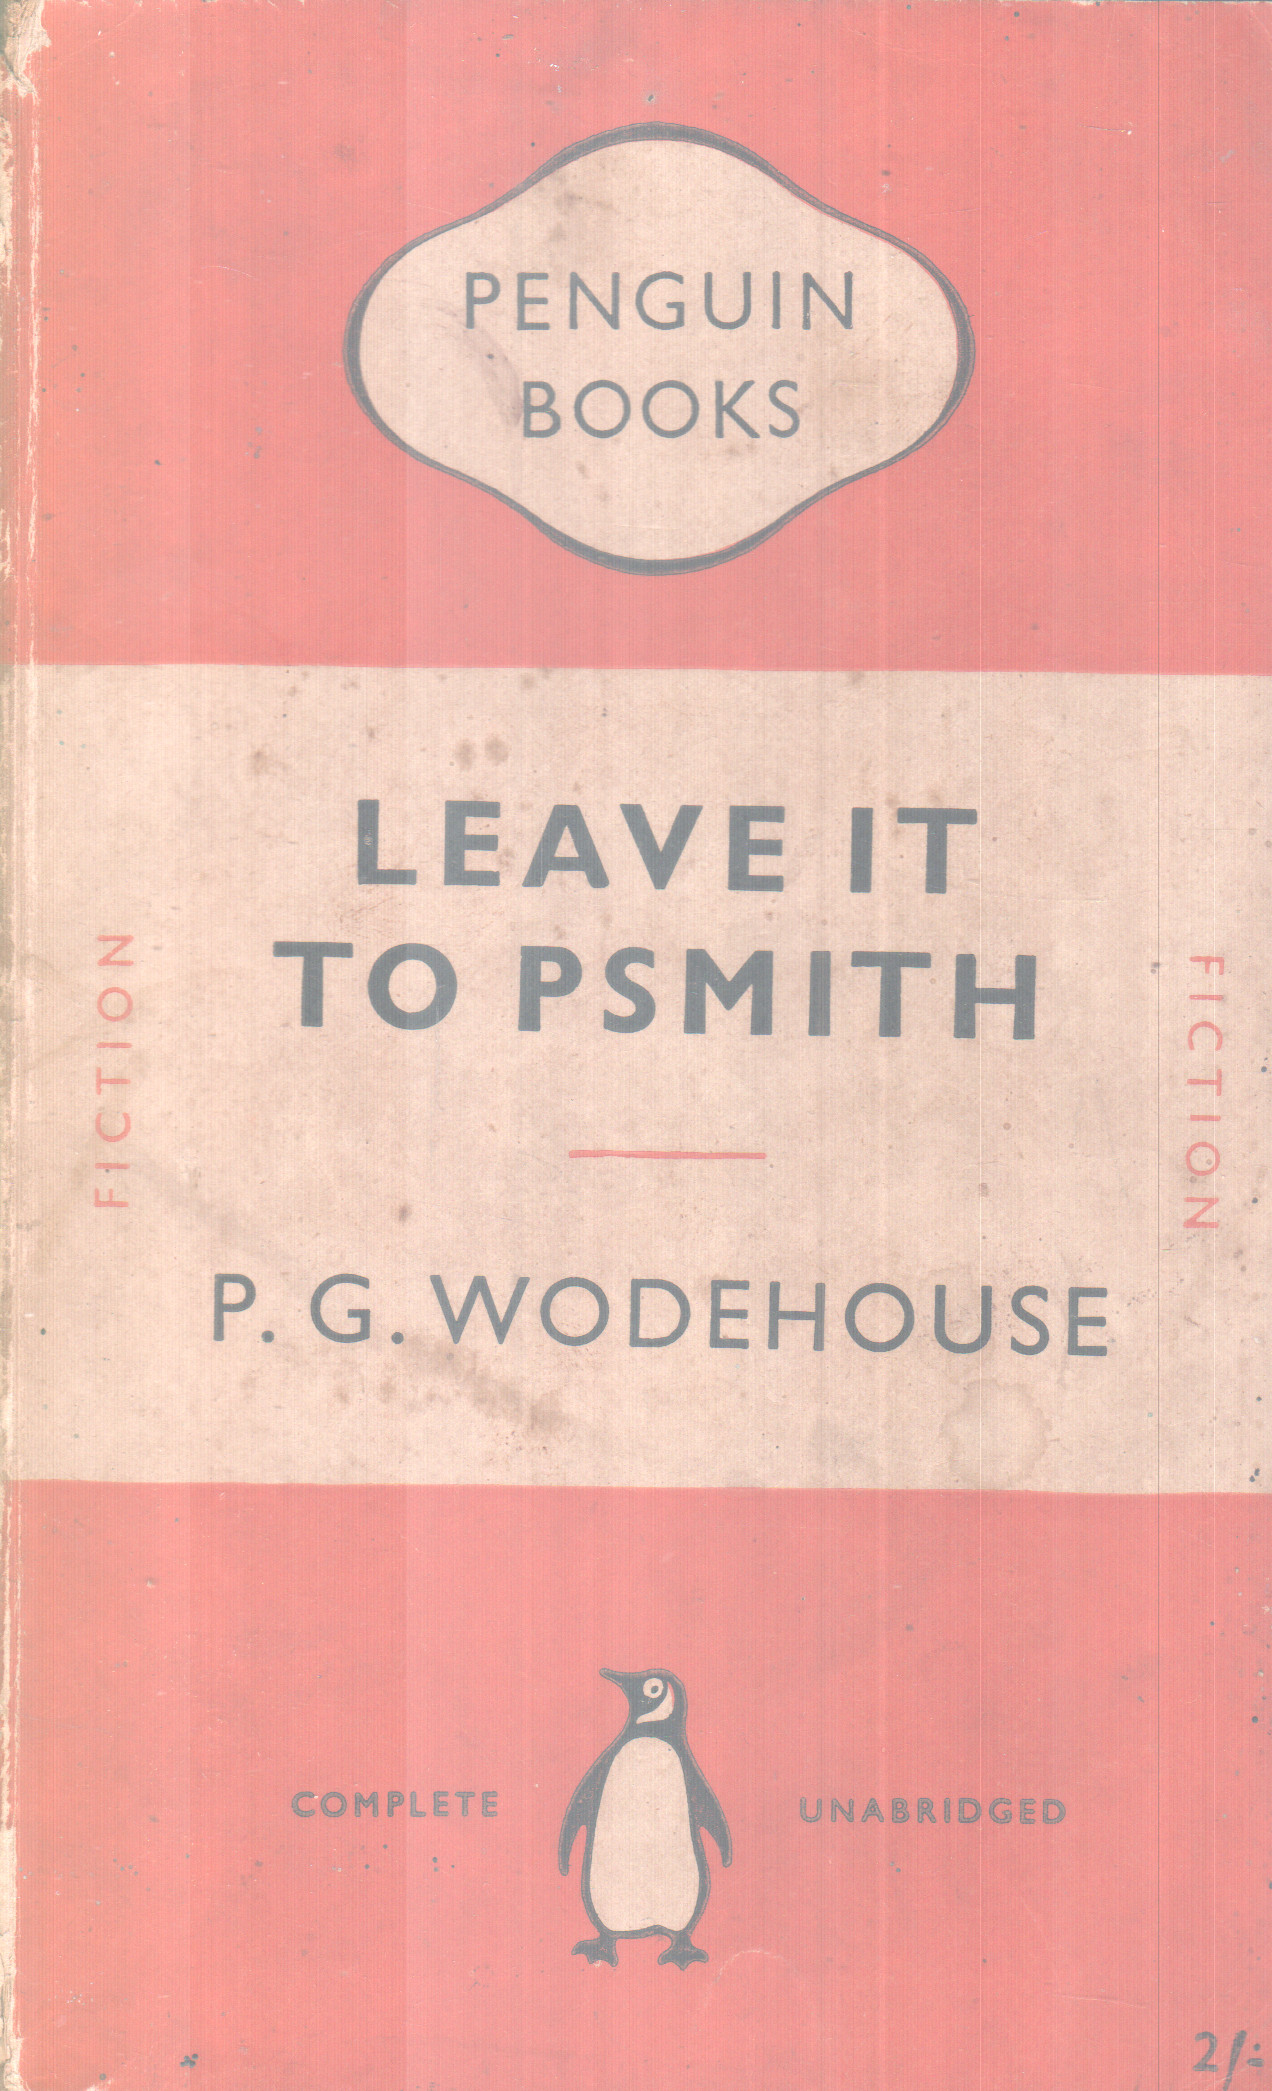 PENGUIN
BOOKS
LEAVE IT
TO PSMITH
FICTION
FICTION
P. G. WODEHOUSE
COMPLETE
UNABRIDGED
2/-